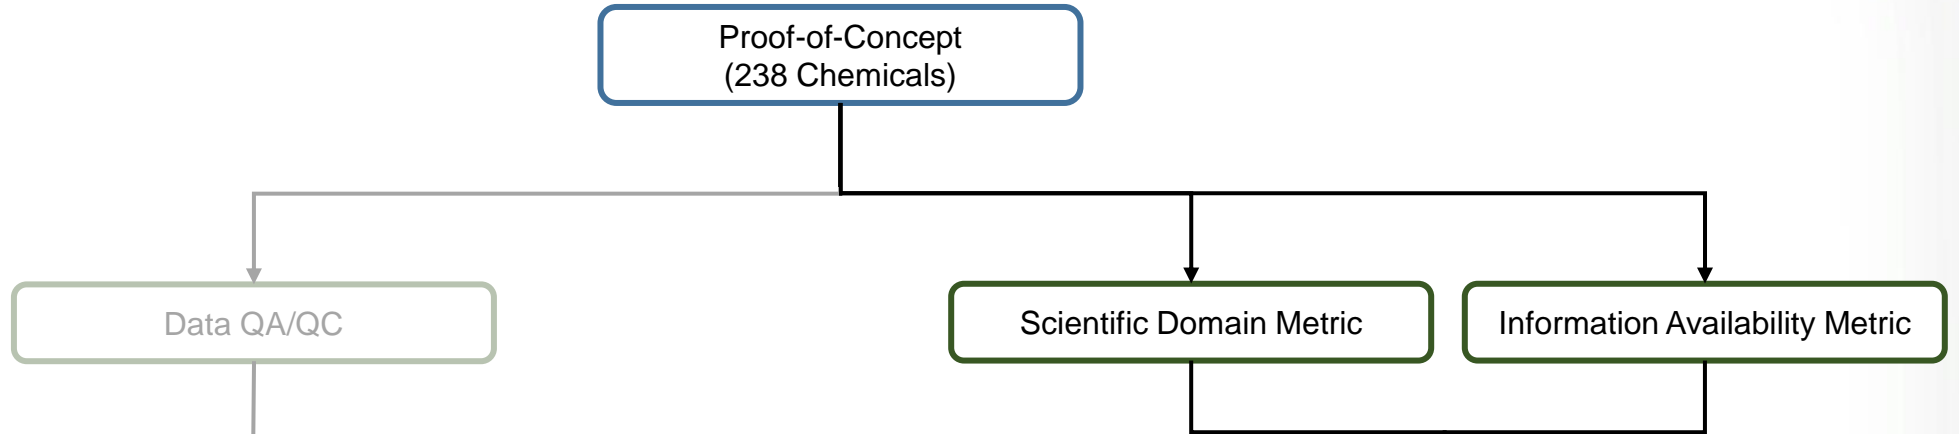 Proof-of-Concept
(238 Chemicals)
Data QA/QC
Scientific Domain Metric
Information Availability Metric